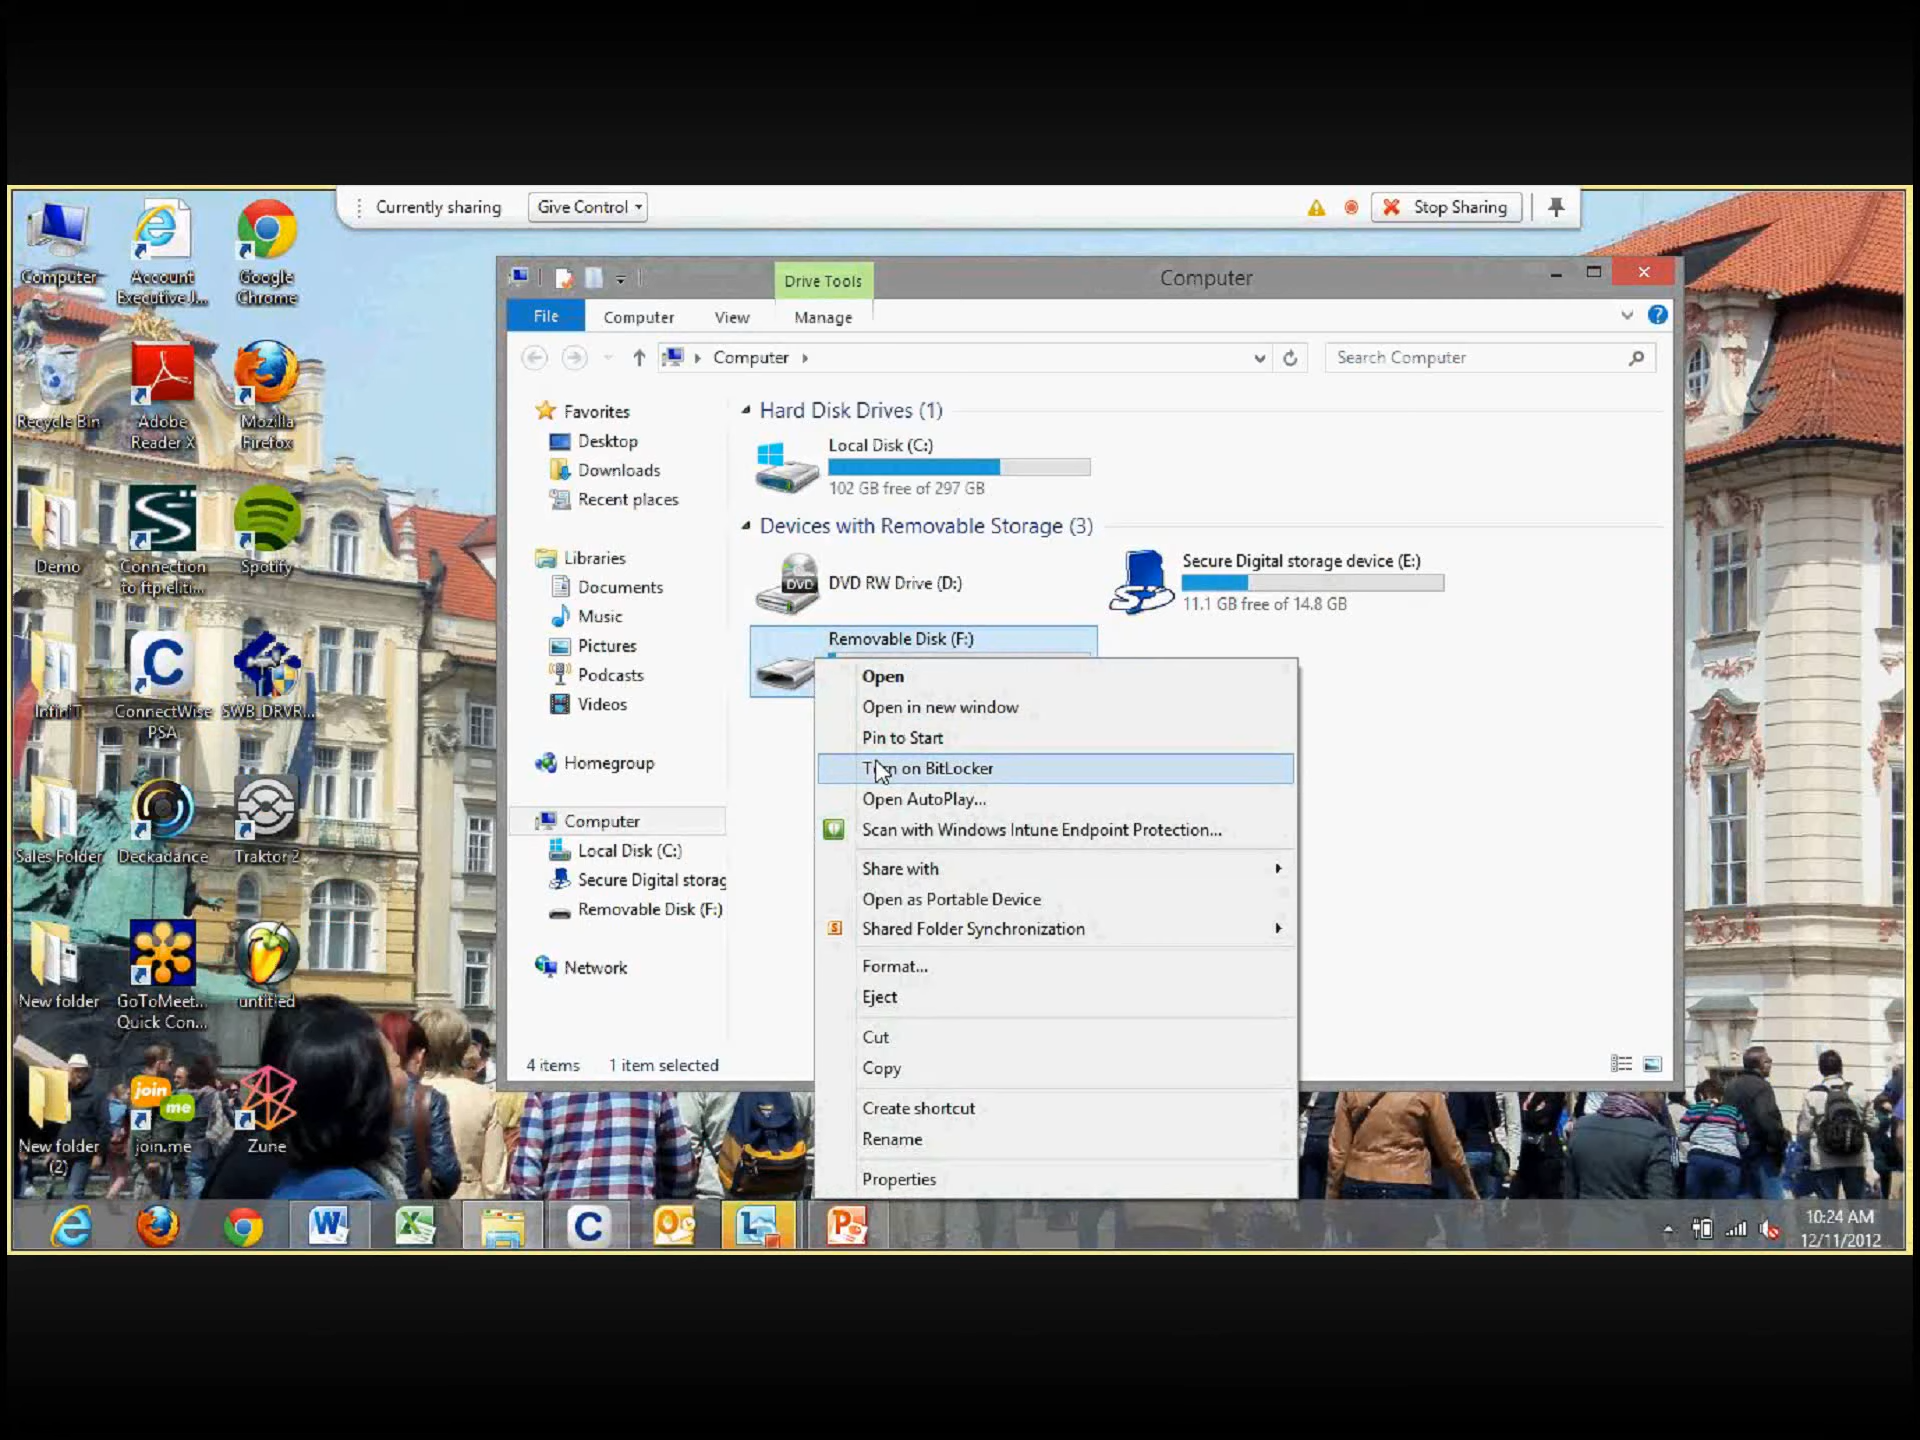 Currently sharing
Give Control
Stop Sharing
Computer
Account
Executive J...
Google
Chrome
Recycle Bin
Adobe
Reader X
Mozilla
Firefox
Demo
Connection
to ftp.eliti...
Spotify
InfinIT
ConnectWise
PSA
SWB_DRVR...
Sales Folder
Deckadance
Traktor 2
New folder
GoToMeet...
Quick Con...
untitled
New folder
(2)
join.me
Zune
Drive Tools
Computer
File
Computer
View
Manage
Computer
Search Computer
Favorites
Desktop
Downloads
Recent places
Libraries
Documents
Music
Pictures
Podcasts
Videos
Homegroup
Computer
Local Disk (C:)
Secure Digital storag
Removable Disk (F:)
Network
Hard Disk Drives (1)
Local Disk (C:)
102 GB free of 297 GB
Devices with Removable Storage (3)
DVD
DVD RW Drive (D:)
Secure Digital storage device (E:)
11.1 GB free of 14.8 GB
Removable Disk (F:)
Open
Open in new window
Pin to Start
Turn on BitLocker
Open AutoPlay...
Scan with Windows Intune Endpoint Protection...
Share with
Open as Portable Device
Shared Folder Synchronization
Format...
Eject
Cut
Copy
Create shortcut
Rename
Properties
4 items
1 item selected
join
me
10:24 AM
12/11/2012